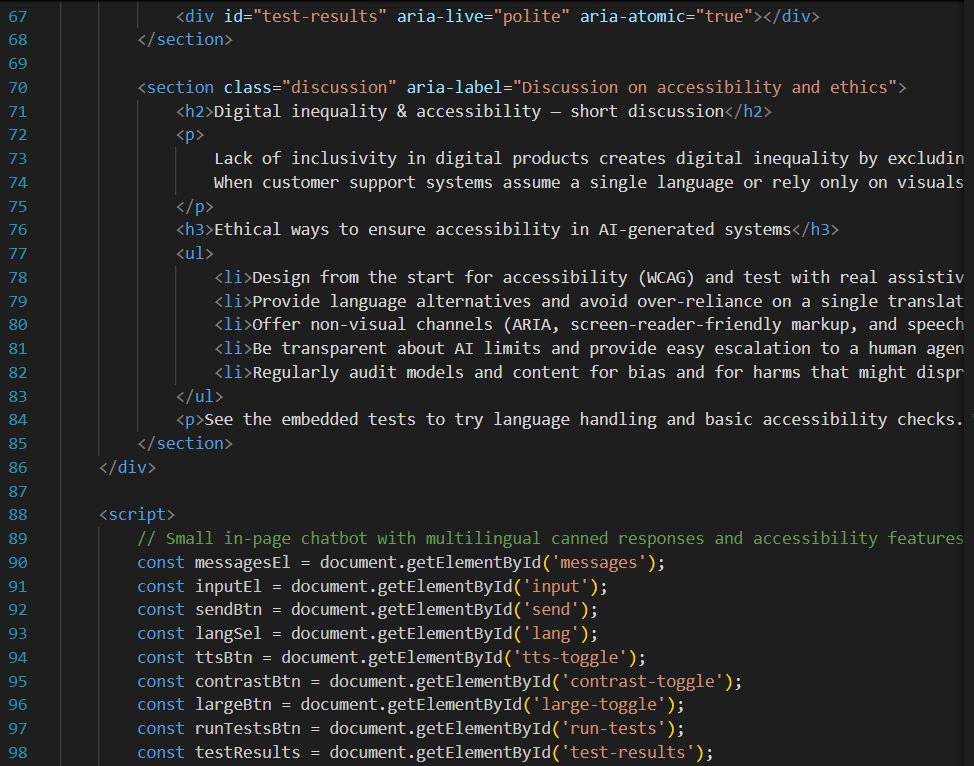 67 <div id="test-results" aria-live="polite" aria-atomic="true"></div>
68 </section>
69
70 <section class="discussion" aria-label="Discussion on accessibility and ethics">
71 <h2>Digital inequality & accessibility — short discussion</h2>
72 <p>
73 Lack of inclusivity in digital products creates digital inequality by excludin
74 When customer support systems assume a single language or rely only on visuals
75 </p>
76 <h3>Ethical ways to ensure accessibility in AI-generated systems</h3>
77 <ul>
78 <li>Design from the start for accessibility (WCAG) and test with real assistiv
79 <li>Provide language alternatives and avoid over-reliance on a single translat
80 <li>Offer non-visual channels (ARIA, screen-reader-friendly markup, and speech
81 <li>Be transparent about AI limits and provide easy escalation to a human agen
82 <li>Regularly audit models and content for bias and for harms that might dispr
83 </ul>
84 <p>See the embedded tests to try language handling and basic accessibility checks.
85 </section>
86 </div>
87
88 <script>
89 // Small in-page chatbot with multilingual canned responses and accessibility features
90 const messagesEl = document.getElementById('messages');
91 const inputEl = document.getElementById('input');
92 const sendBtn = document.getElementById('send');
93 const langSel = document.getElementById('lang');
94 const ttsBtn = document.getElementById('tts-toggle');
95 const contrastBtn = document.getElementById('contrast-toggle');
96 const largeBtn = document.getElementById('large-toggle');
97 const runTestsBtn = document.getElementById('run-tests');
98 const testResults = document.getElementById('test-results');